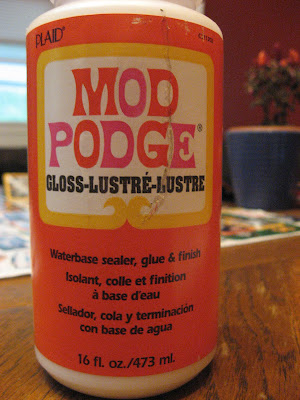 PLAID®
MOD
PODGE®
GLOSS-LUSTRÉ-LUSTRE
Waterbase sealer, glue & finish
Isolant, colle et finition
à base d'eau
Sellador, cola y terminación
con base de agua
16 fl. oz./473 ml.